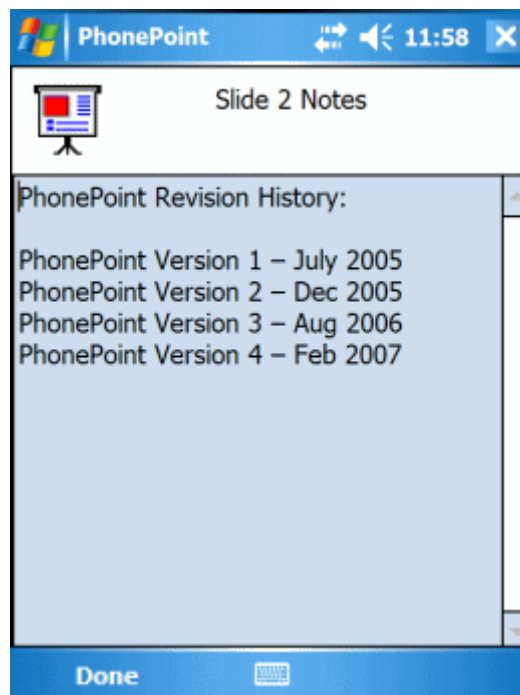 PhonePoint 11:58
Slide 2 Notes
PhonePoint Revision History:
PhonePoint Version 1 – July 2005
PhonePoint Version 2 – Dec 2005
PhonePoint Version 3 – Aug 2006
PhonePoint Version 4 – Feb 2007
Done